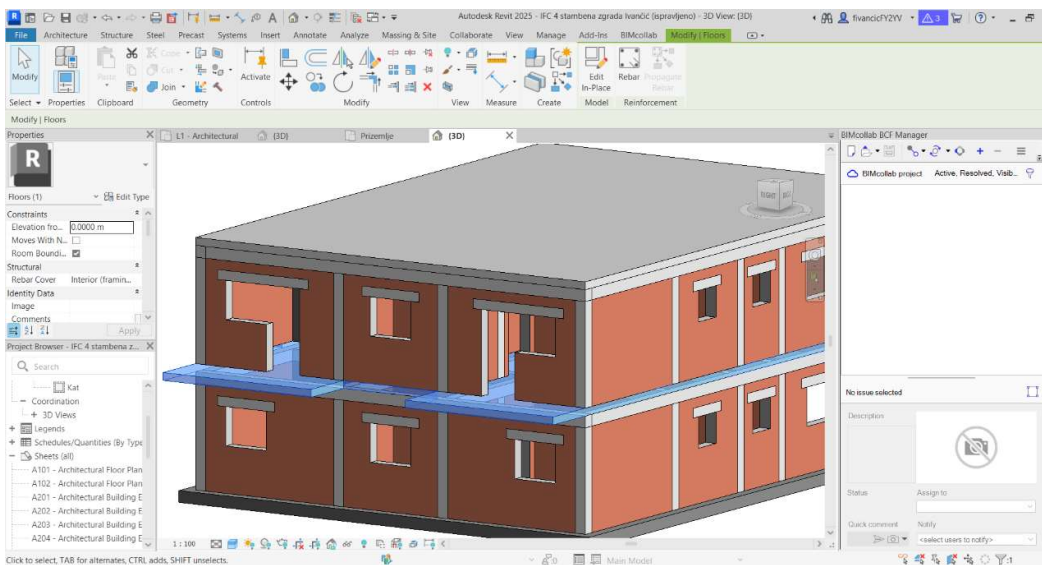 Autodesk Revit 2025 - IFC 4 stambena zgrada Ivančić (ispravljeno) - 3D View: {3D}
fivancicFY2YV
3
File Architecture Structure Steel Precast Systems Insert Annotate Analyze Massing & Site Collaborate View Manage Add-Ins BIMcollab Modify | Floors
Modify
Paste
Cope
Cut
Join
Activate
Edit In-Place
Rebar
Propagate Rebar
Select Properties Clipboard Geometry Controls Modify View Measure Create Model Reinforcement
Modify | Floors
Properties
L1 - Architectural
{3D}
Prizemlje
{3D}
BIMcollab BCF Manager
R
Floors (1)
Edit Type
Constraints
Elevation fro... 0.0000 m
Moves With N...
Room Boundi...
Structural
Rebar Cover Interior (framin...
Identity Data
Image
Comments
Apply
Project Browser - IFC 4 stambena z...
Search
Kat
Coordination
3D Views
Legends
Schedules/Quantities (By Type
Sheets (all)
A101 - Architectural Floor Plan
A102 - Architectural Floor Plan
A201 - Architectural Building E
A202 - Architectural Building E
A203 - Architectural Building E
A204 - Architectural Building E
RIGHT
BIMcollab project Active, Resolved, Visib...
No issue selected
Description
Status Assign to
Quick comment Notify
<select users to notify>
1 : 100
Click to select, TAB for alternates, CTRL adds, SHIFT unselects.
:0
Main Model
:1